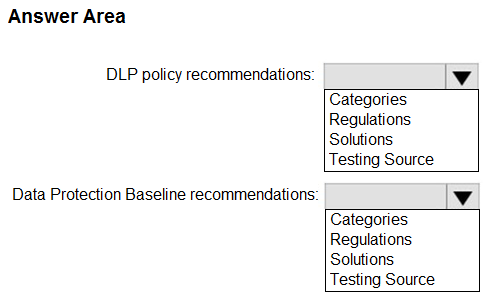 Answer Area
DLP policy recommendations:
Categories
Regulations
Solutions
Testing Source
Data Protection Baseline recommendations:
Categories
Regulations
Solutions
Testing Source